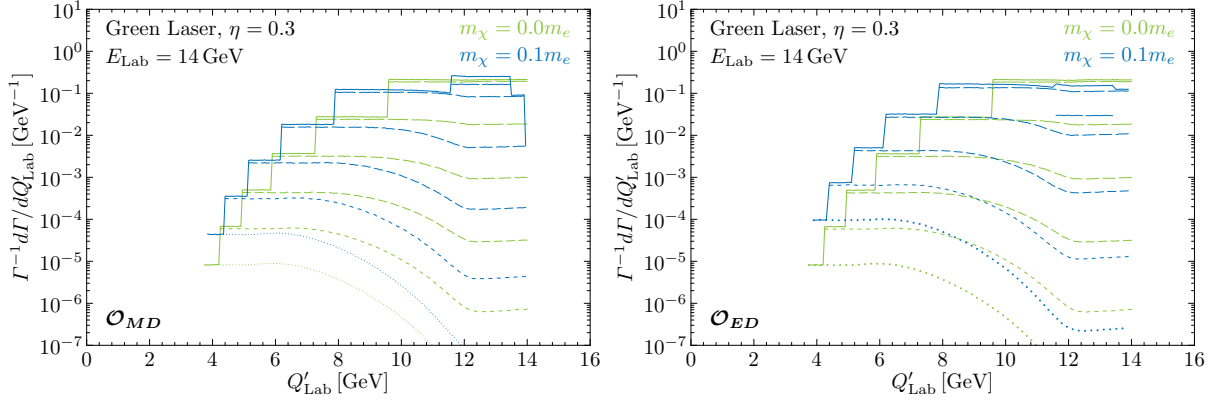 Green Laser, η = 0.3
m_χ = 0.0m_e
E_Lab = 14 GeV
m_χ = 0.1m_e
10^1
10^0
10^-1
10^-2
10^-3
10^-4
10^-5
10^-6
10^-7
Γ^-1 dΓ/dQ′_Lab [GeV^-1]
O_MD
0 2 4 6 8 10 12 14 16
Q′_Lab [GeV]
Green Laser, η = 0.3
m_χ = 0.0m_e
E_Lab = 14 GeV
m_χ = 0.1m_e
10^1
10^0
10^-1
10^-2
10^-3
10^-4
10^-5
10^-6
10^-7
Γ^-1 dΓ/dQ′_Lab [GeV^-1]
O_ED
0 2 4 6 8 10 12 14 16
Q′_Lab [GeV]